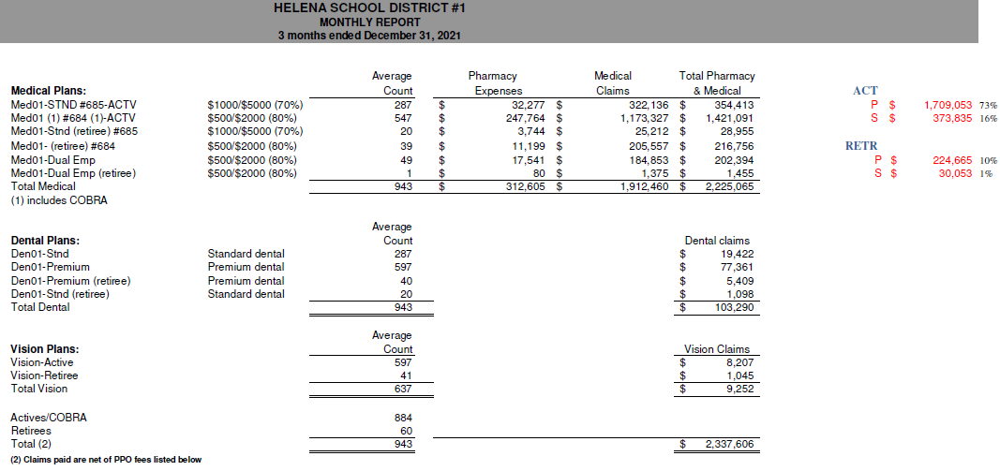 HELENA SCHOOL DISTRICT #1
MONTHLY REPORT
3 months ended December 31, 2021
Average Pharmacy Medical Total Pharmacy
Medical Plans: Count Expenses Claims & Medical ACT
Med01-STND #685-ACTV $1000/$5000 (70%) 287 $ 32,277 $ 322,136 $ 354,413 P $ 1,709,053 73%
Med01 (1) #684 (1)-ACTV $500/$2000 (80%) 547 $ 247,764 $ 1,173,327 $ 1,421,091 S $ 373,835 16%
Med01-Stnd (retiree) #685 $1000/$5000 (70%) 20 $ 3,744 $ 25,212 $ 28,955
Med01- (retiree) #684 $500/$2000 (80%) 39 $ 11,199 $ 205,557 $ 216,756 RETR
Med01-Dual Emp $500/$2000 (80%) 49 $ 17,541 $ 184,853 $ 202,394 P $ 224,665 10%
Med01-Dual Emp (retiree) $500/$2000 (80%) 1 $ 80 $ 1,375 $ 1,455 S $ 30,053 1%
Total Medical 943 $ 312,605 $ 1,912,460 $ 2,225,065
(1) includes COBRA
Average
Dental Plans: Count Dental claims
Den01-Stnd Standard dental 287 $ 19,422
Den01-Premium Premium dental 597 $ 77,361
Den01-Premium (retiree) Premium dental 40 $ 5,409
Den01-Stnd (retiree) Standard dental 20 $ 1,098
Total Dental 943 $ 103,290
Average
Vision Plans: Count Vision Claims
Vision-Active 597 $ 8,207
Vision-Retiree 41 $ 1,045
Total Vision 637 $ 9,252
Actives/COBRA 884
Retirees 60
Total (2) 943 $ 2,337,606
(2) Claims paid are net of PPO fees listed below